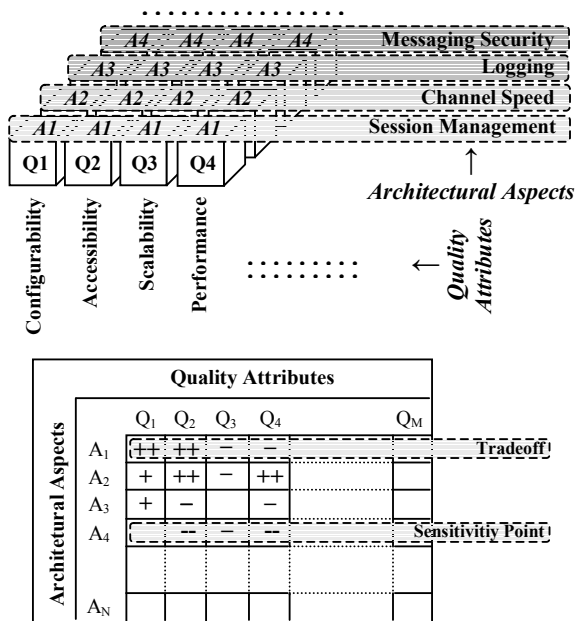 A4 A4 A4 A4 Messaging Security
A3 A3 A3 A3 Logging
A2 A2 A2 A2 Channel Speed
A1 A1 A1 A1 Session Management
Q1 Q2 Q3 Q4
↑
Architectural Aspects
Configurability
Accessibility
Scalability
Performance
←
Quality
Attributes
Quality Attributes
Architetural Aspects
Q1 Q2 Q3 Q4 QM
A1 ++ ++ – – Tradeoff
A2 + ++ – ++
A3 + – –
A4 -- – -- Sensitivitiy Point
AN